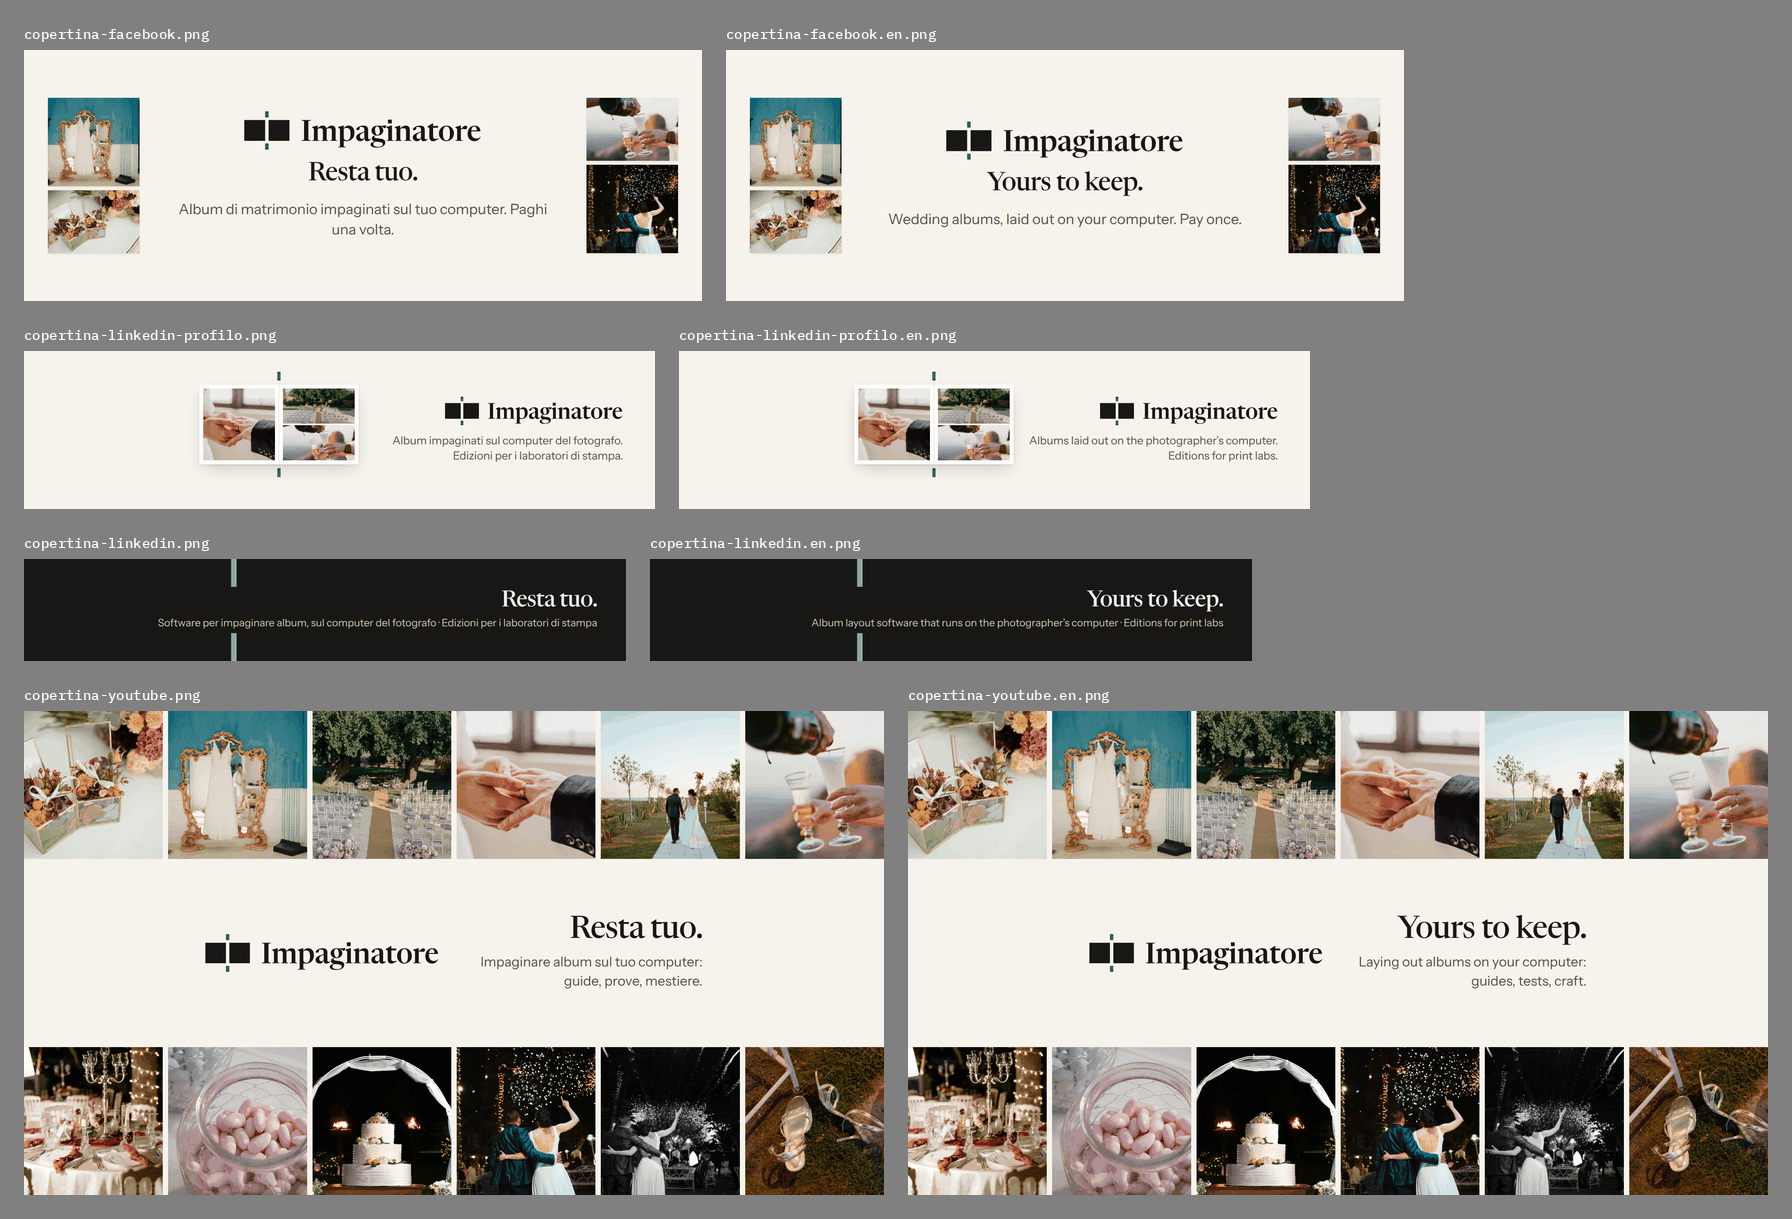 copertina-facebook.png
copertina-facebook.en.png
Impaginatore
Resta tuo.
Album di matrimonio impaginati sul tuo computer. Paghi
una volta.
Impaginatore
Yours to keep.
Wedding albums, laid out on your computer. Pay once.
copertina-linkedin-profilo.png
copertina-linkedin-profilo.en.png
Impaginatore
Album impaginati sul computer del fotografo.
Edizioni per i laboratori di stampa.
Impaginatore
Albums laid out on the photographer's computer.
Editions for print labs.
copertina-linkedin.png
copertina-linkedin.en.png
Resta tuo.
Software per impaginare album, sul computer del fotografo · Edizioni per i laboratori di stampa
Yours to keep.
Album layout software that runs on the photographer's computer · Editions for print labs
copertina-youtube.png
copertina-youtube.en.png
Impaginatore
Resta tuo.
Impaginare album sul tuo computer:
guide, prove, mestiere.
Impaginatore
Yours to keep.
Laying out albums on your computer:
guides, tests, craft.